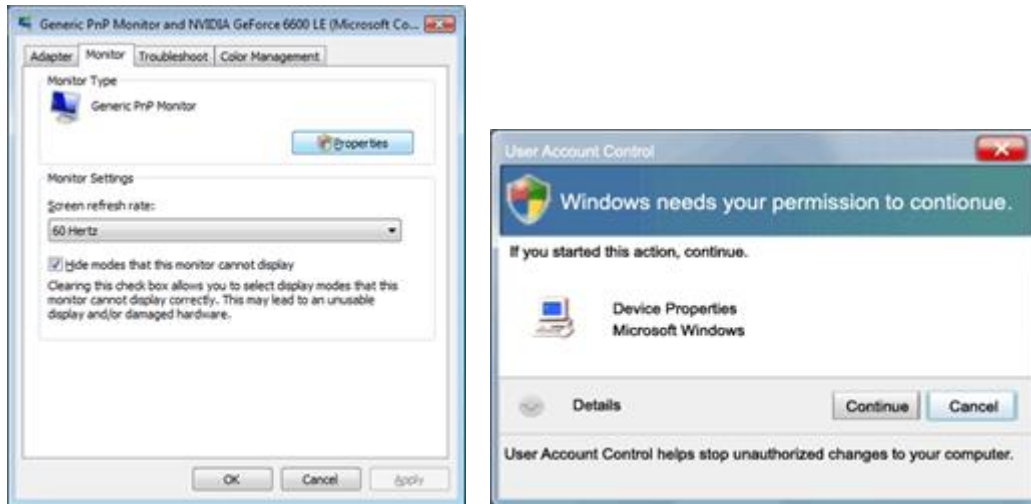 Generic PnP Monitor and NVIDIA GeForce 6600 LE (Microsoft Co...
Adapter Monitor Troubleshoot Color Management
Monitor Type
Generic PnP Monitor
Properties
Monitor Settings
Screen refresh rate:
60 Hertz
Hide modes that this monitor cannot display
Clearing this check box allows you to select display modes that this
monitor cannot display correctly. This may lead to an unusable
display and/or damaged hardware.
OK Cancel Apply
User Account Control
Windows needs your permission to contionue.
If you started this action, continue.
Device Properties
Microsoft Windows
Details Continue Cancel
User Account Control helps stop unauthorized changes to your computer.